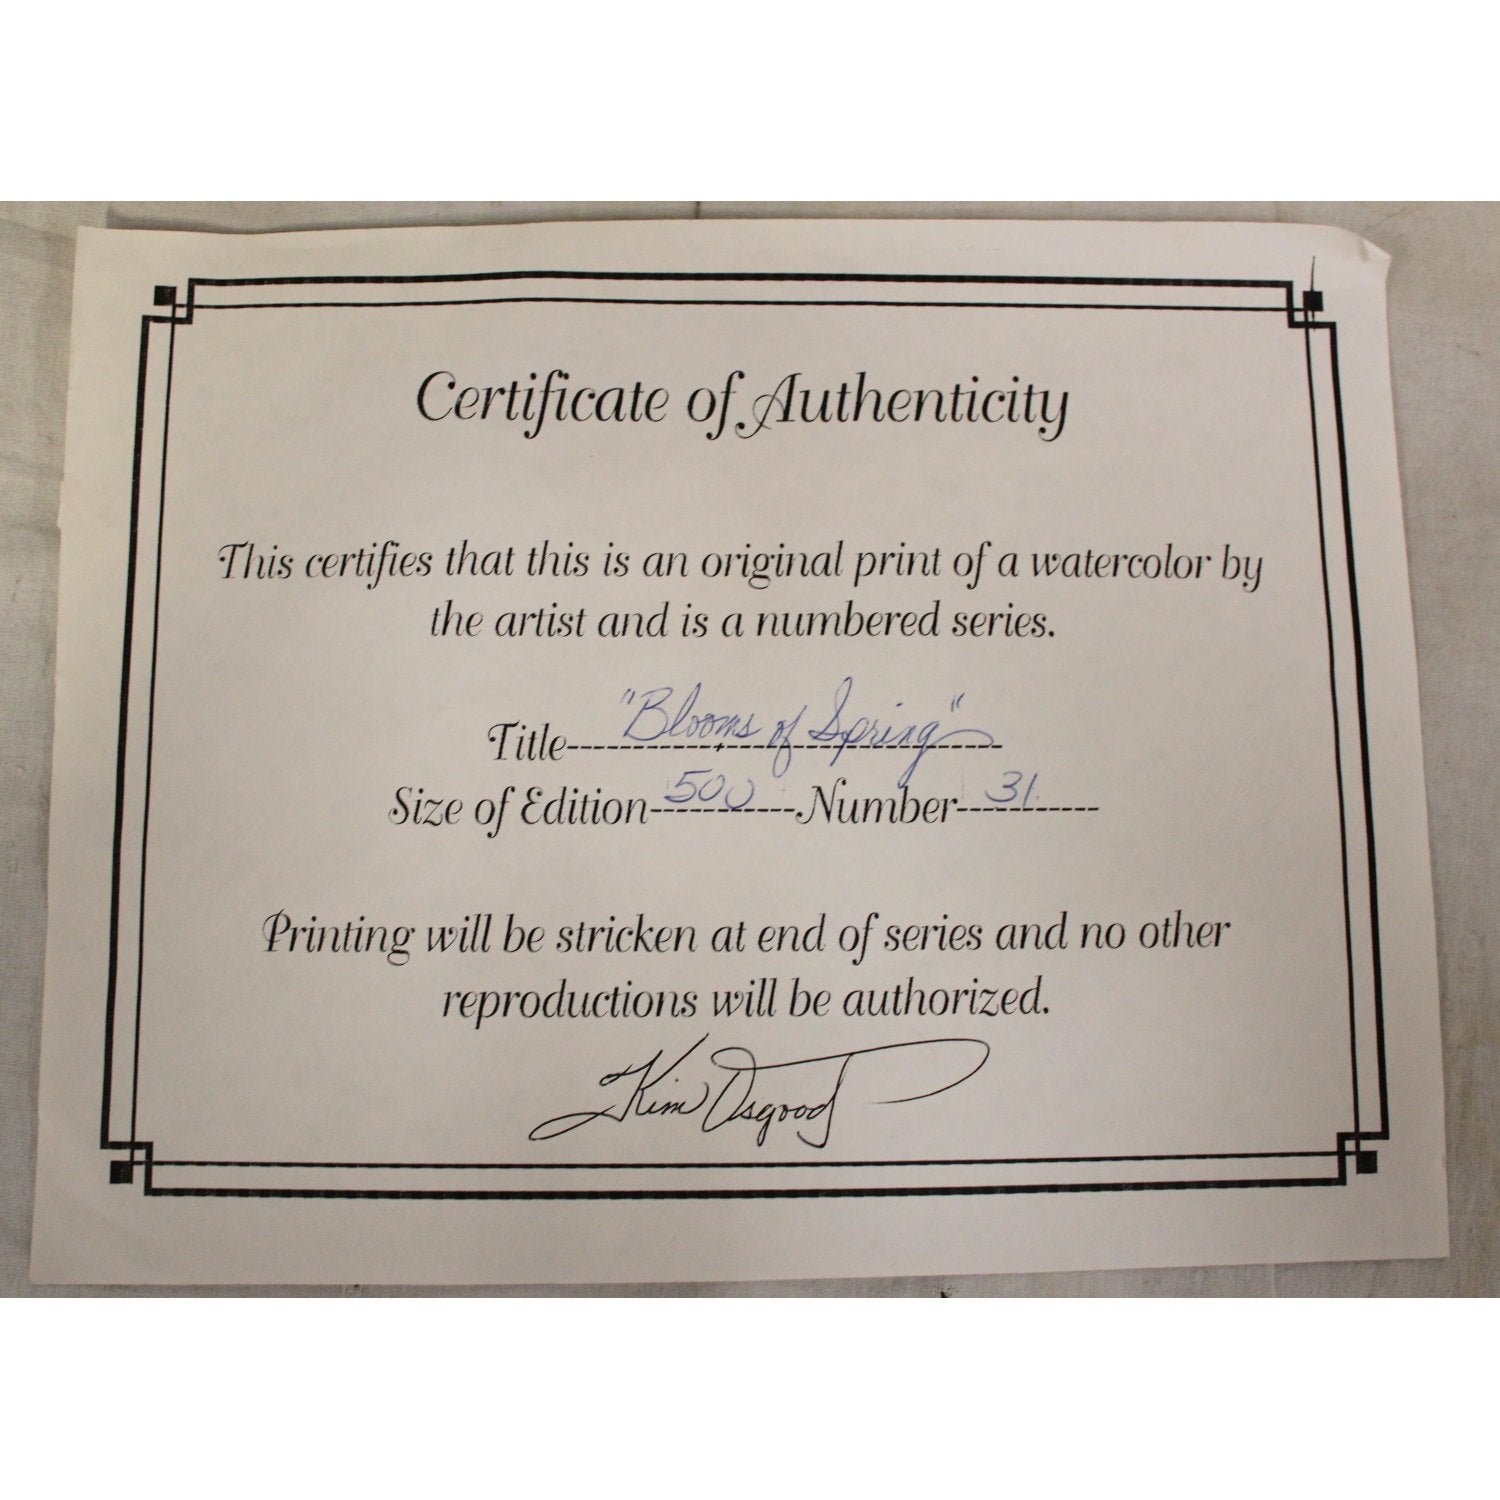 Certificate of Authenticity
This certifies that this is an original print of a watercolor by
the artist and is a numbered series.
Title "Blooms of Spring"
Size of Edition 500 Number 31
Printing will be stricken at end of series and no other
reproductions will be authorized.
Kim Osgood